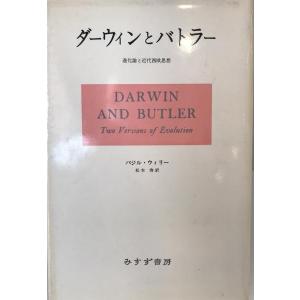 ダーウィンとバトラー
進化論と近代西欧思想
DARWIN
AND BUTLER
Two Versions of Evolution
バジル・ウィリー
松本 啓訳
みすず書房